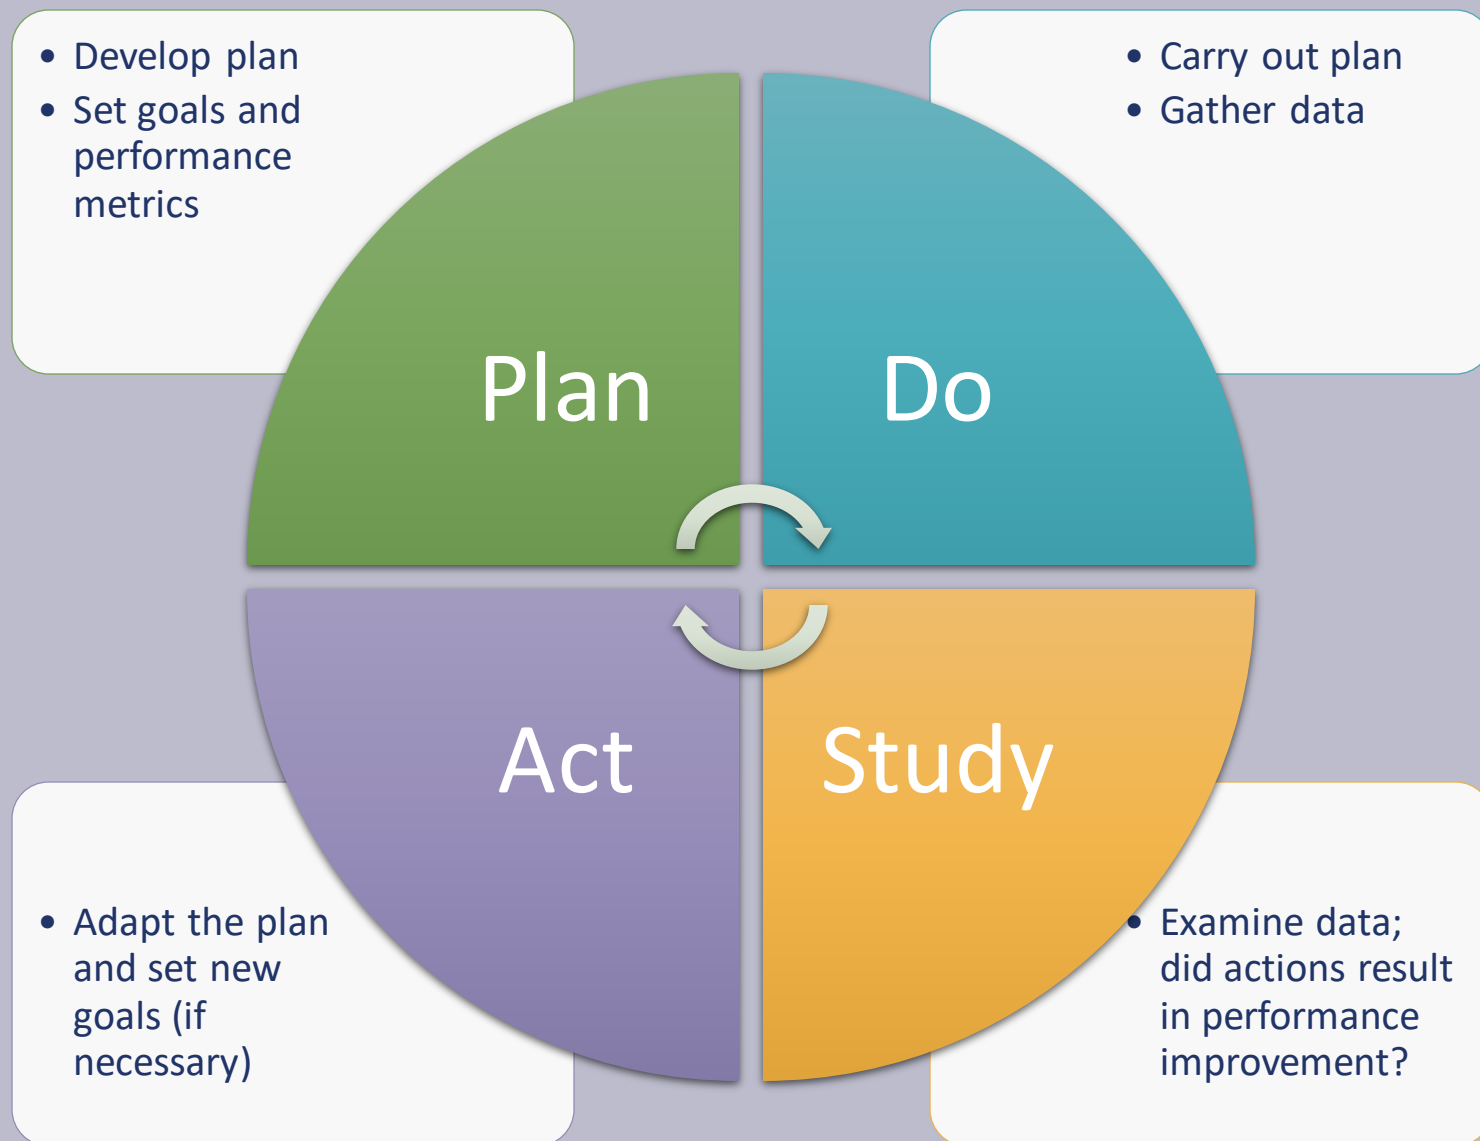 • Develop plan
• Set goals and
performance
metrics
• Carry out plan
• Gather data
Plan
Do
Act
Study
• Adapt the plan
and set new
goals (if
necessary)
• Examine data;
did actions result
in performance
improvement?